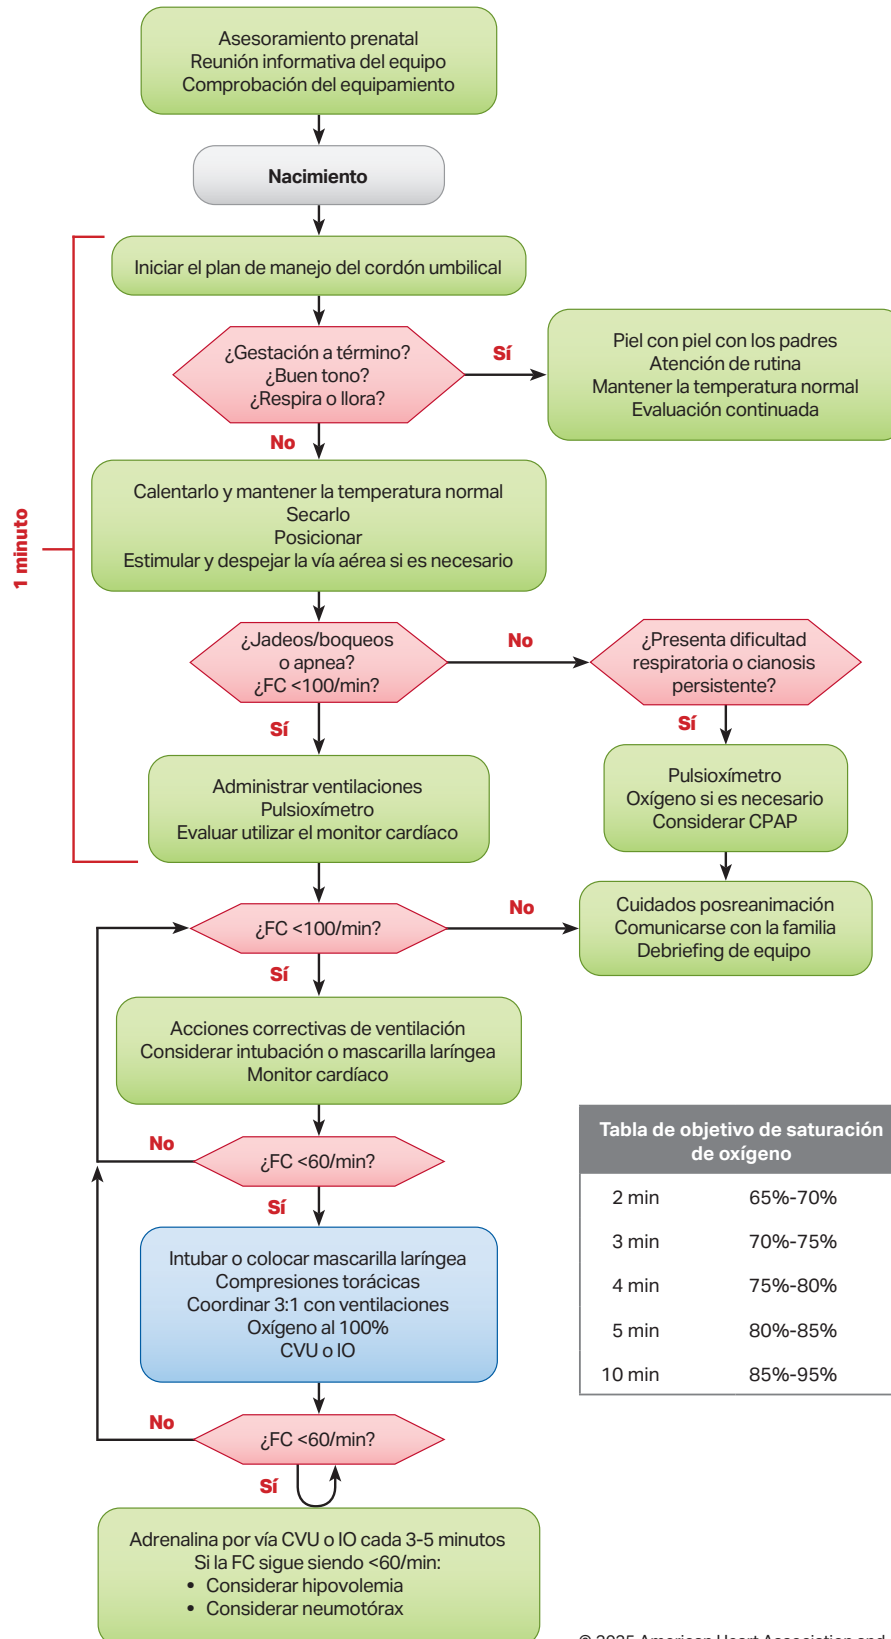 Asesoramiento prenatal
Reunión informativa del equipo
Comprobación del equipamiento
Nacimiento
Iniciar el plan de manejo del cordón umbilical
¿Gestación a término?
¿Buen tono?
¿Respira o llora?
Sí
Piel con piel con los padres
Atención de rutina
Mantener la temperatura normal
Evaluación continuada
No
1 minuto
Calentarlo y mantener la temperatura normal
Secarlo
Posicionar
Estimular y despejar la vía aérea si es necesario
¿Jadeos/boqueos
o apnea?
¿FC <100/min?
No
¿Presenta dificultad
respiratoria o cianosis
persistente?
Sí
Sí
Administrar ventilaciones
Pulsioxímetro
Evaluar utilizar el monitor cardíaco
Pulsioxímetro
Oxígeno si es necesario
Considerar CPAP
¿FC <100/min?
No
Cuidados posreanimación
Comunicarse con la familia
Debriefing de equipo
Sí
Acciones correctivas de ventilación
Considerar intubación o mascarilla laríngea
Monitor cardíaco
No
¿FC <60/min?
Sí
Intubar o colocar mascarilla laríngea
Compresiones torácicas
Coordinar 3:1 con ventilaciones
Oxígeno al 100%
CVU o IO
No
¿FC <60/min?
Sí
Adrenalina por vía CVU o IO cada 3-5 minutos
Si la FC sigue siendo <60/min:
• Considerar hipovolemia
• Considerar neumotórax
Tabla de objetivo de saturación
de oxígeno
2 min 65%-70%
3 min 70%-75%
4 min 75%-80%
5 min 80%-85%
10 min 85%-95%
© 2025 American Heart Association and